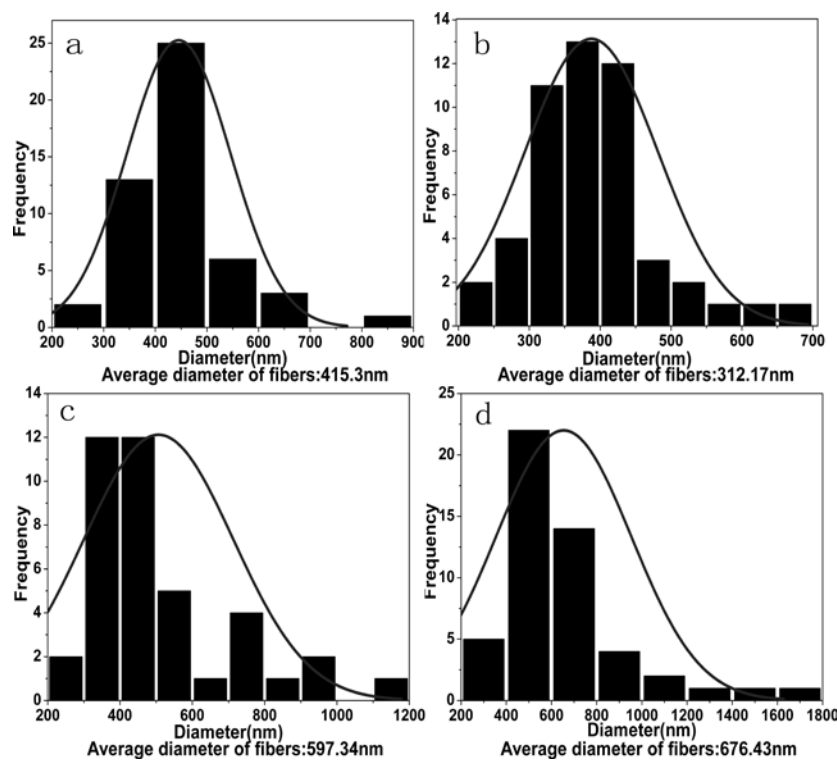 a
Frequency
25
20
15
10
5
0
200 300 400 500 600 700 800 900
Diameter(nm)
Average diameter of fibers:415.3nm
b
Frequency
14
12
10
8
6
4
2
0
200 300 400 500 600 700
Diameter(nm)
Average diameter of fibers:312.17nm
c
Frequency
14
12
10
8
6
4
2
0
200 400 600 800 1000 1200
Diameter(nm)
Average diameter of fibers:597.34nm
d
Frequency
25
20
15
10
5
0
200 400 600 800 1000 1200 1400 1600 1800
Diameter(nm)
Average diameter of fibers:676.43nm